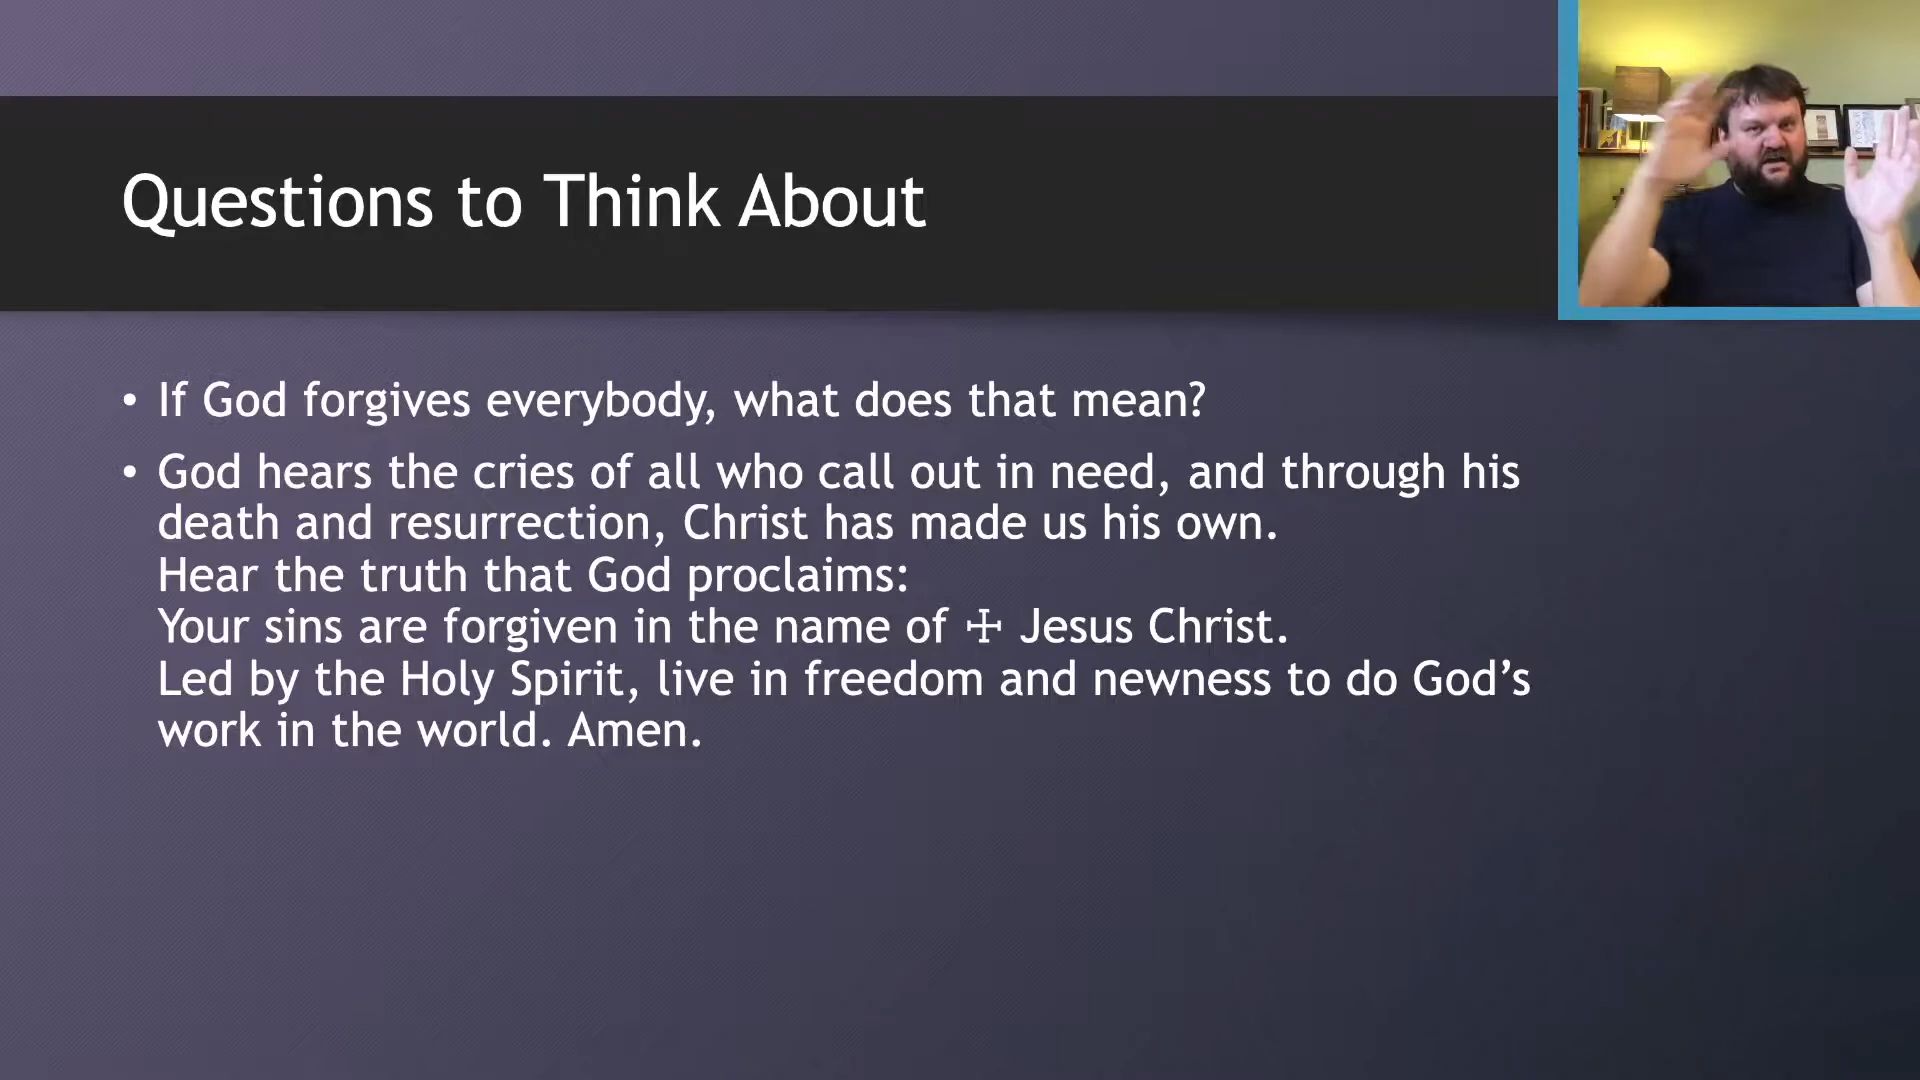 Questions to Think About
• If God forgives everybody, what does that mean?
• God hears the cries of all who call out in need, and through his
death and resurrection, Christ has made us his own.
Hear the truth that God proclaims:
Your sins are forgiven in the name of ☩ Jesus Christ.
Led by the Holy Spirit, live in freedom and newness to do God’s
work in the world. Amen.